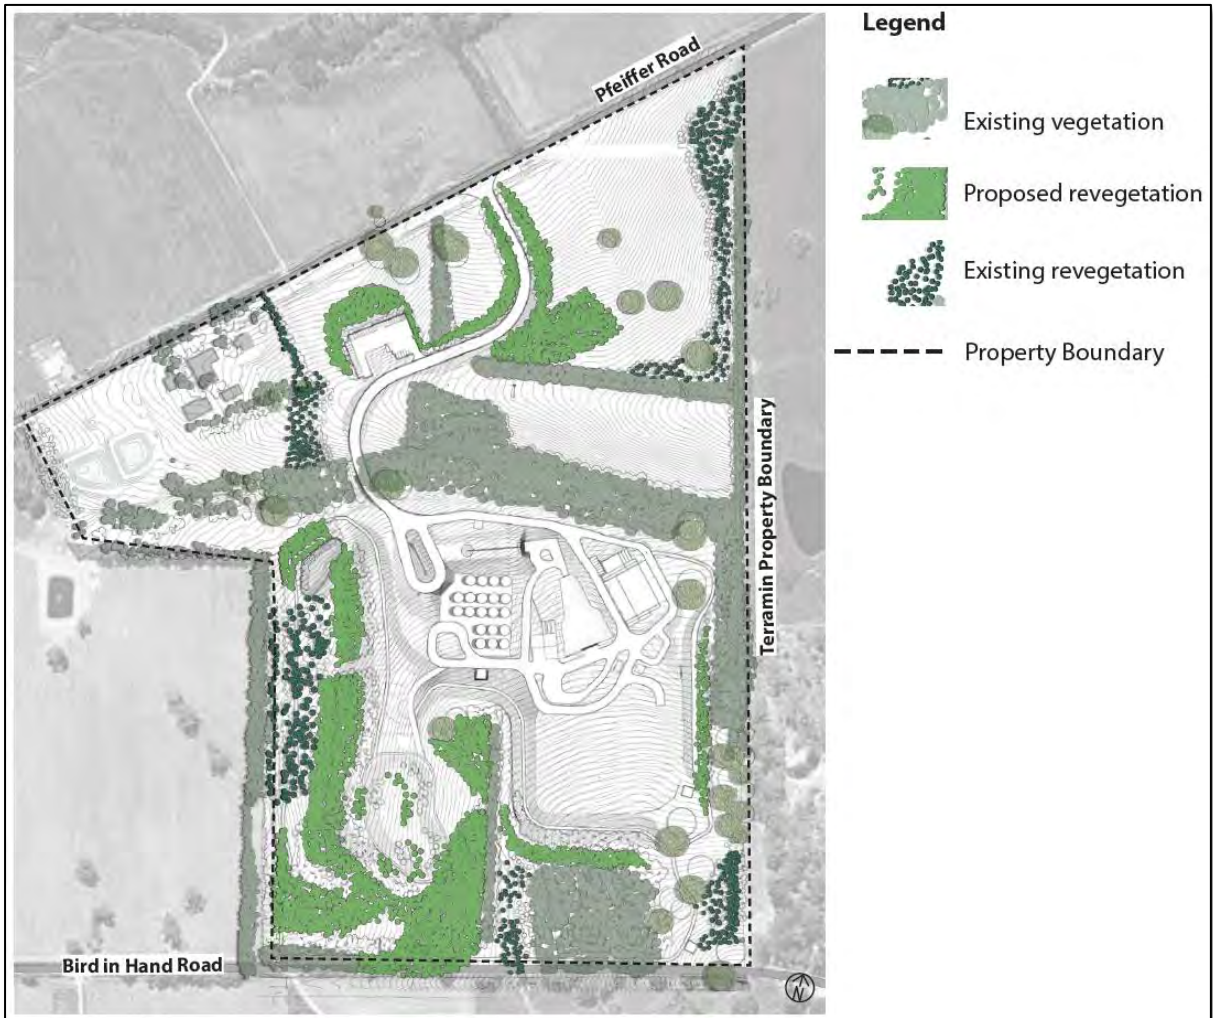 Legend
Existing vegetation
Proposed revegetation
Existing revegetation
Property Boundary
Pfeiffer Road
Terramin Property Boundary
Bird in Hand Road
N